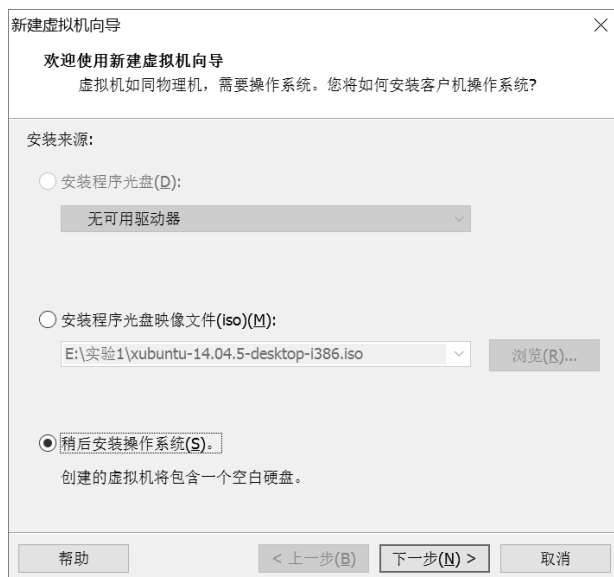 新建虚拟机向导
欢迎使用新建虚拟机向导
虚拟机如同物理机，需要操作系统。您将如何安装客户机操作系统?
安装来源:
安装程序光盘(D):
无可用驱动器
安装程序光盘映像文件(iso)(M):
E:\实验1\xubuntu-14.04.5-desktop-i386.iso
浏览(R)...
稍后安装操作系统(S)。
创建的虚拟机将包含一个空白硬盘。
帮助
< 上一步(B)
下一步(N) >
取消